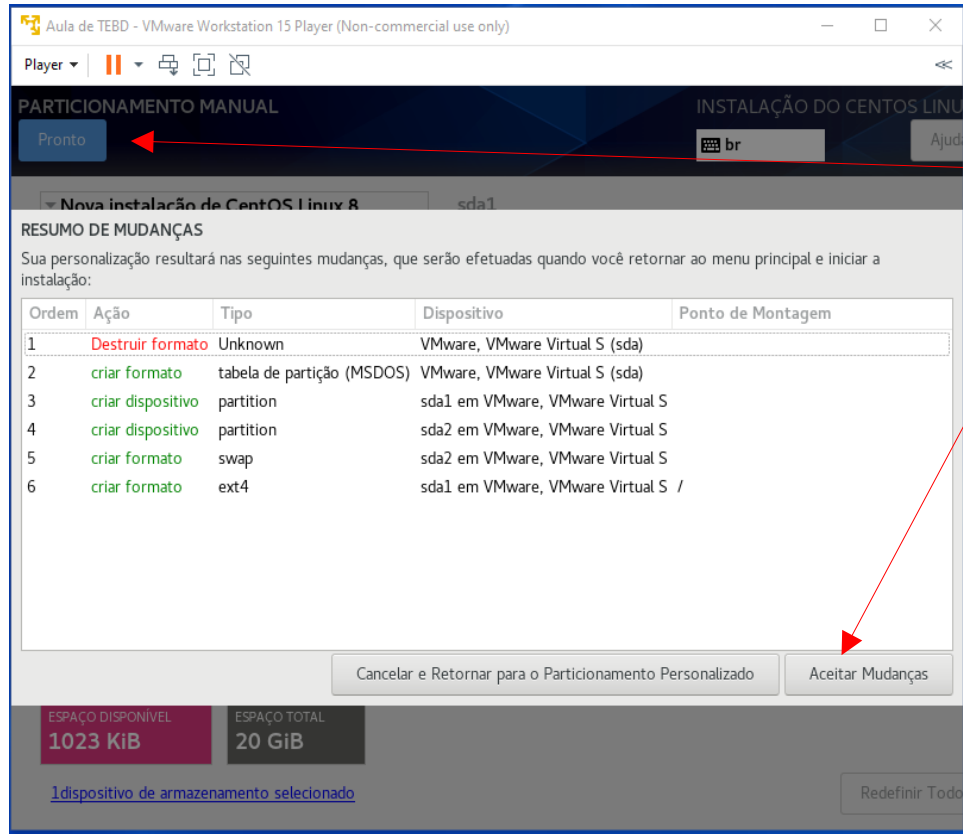 Aula de TEBD - VMware Workstation 15 Player (Non-commercial use only)
Player
PARTICIONAMENTO MANUAL
INSTALAÇÃO DO CENTOS LINU
Pronto
br
Ajuda
Nova instalação de CentOS Linux 8
sda1
RESUMO DE MUDANÇAS
Sua personalização resultará nas seguintes mudanças, que serão efetuadas quando você retornar ao menu principal e iniciar a
instalação:
Ordem Ação Tipo Dispositivo Ponto de Montagem
1 Destruir formato Unknown VMware, VMware Virtual S (sda)
2 criar formato tabela de partição (MSDOS) VMware, VMware Virtual S (sda)
3 criar dispositivo partition sda1 em VMware, VMware Virtual S
4 criar dispositivo partition sda2 em VMware, VMware Virtual S
5 criar formato swap sda2 em VMware, VMware Virtual S
6 criar formato ext4 sda1 em VMware, VMware Virtual S /
Cancelar e Retornar para o Particionamento Personalizado
Aceitar Mudanças
ESPAÇO DISPONÍVEL
1023 KiB
ESPAÇO TOTAL
20 GiB
1dispositivo de armazenamento selecionado
Redefinir Todo